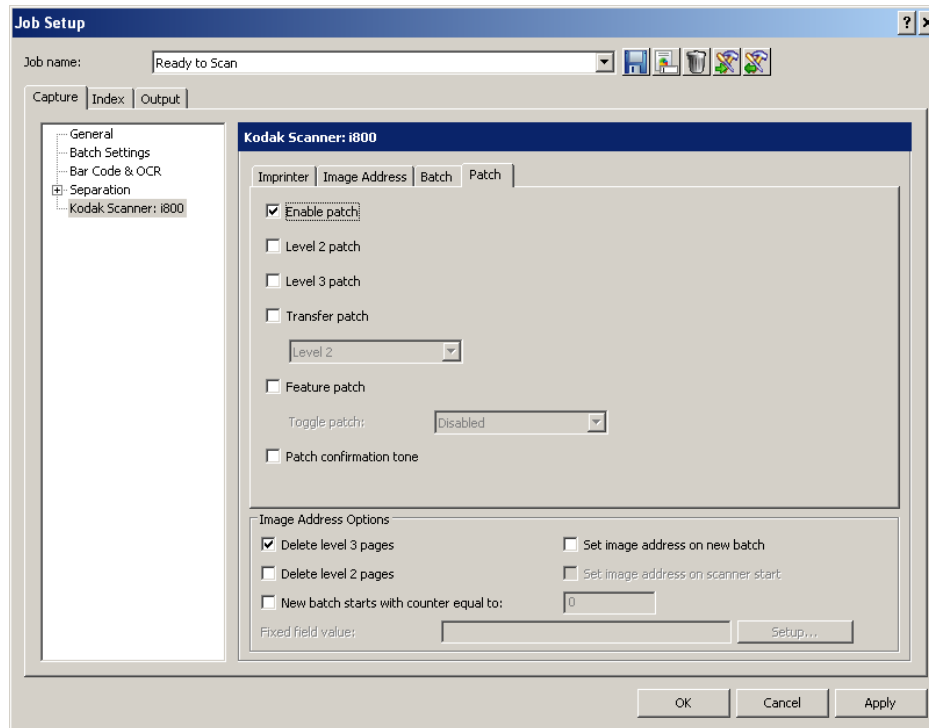 Job Setup
Job name: Ready to Scan
Capture Index Output
General
Batch Settings
Bar Code & OCR
Separation
Kodak Scanner: i800
Kodak Scanner: i800
Imprinter Image Address Batch Patch
Enable patch
Level 2 patch
Level 3 patch
Transfer patch
Level 2
Feature patch
Toggle patch: Disabled
Patch confirmation tone
Image Address Options
Delete level 3 pages Set image address on new batch
Delete level 2 pages Set image address on scanner start
New batch starts with counter equal to: 0
Fixed field value: Setup...
OK Cancel Apply